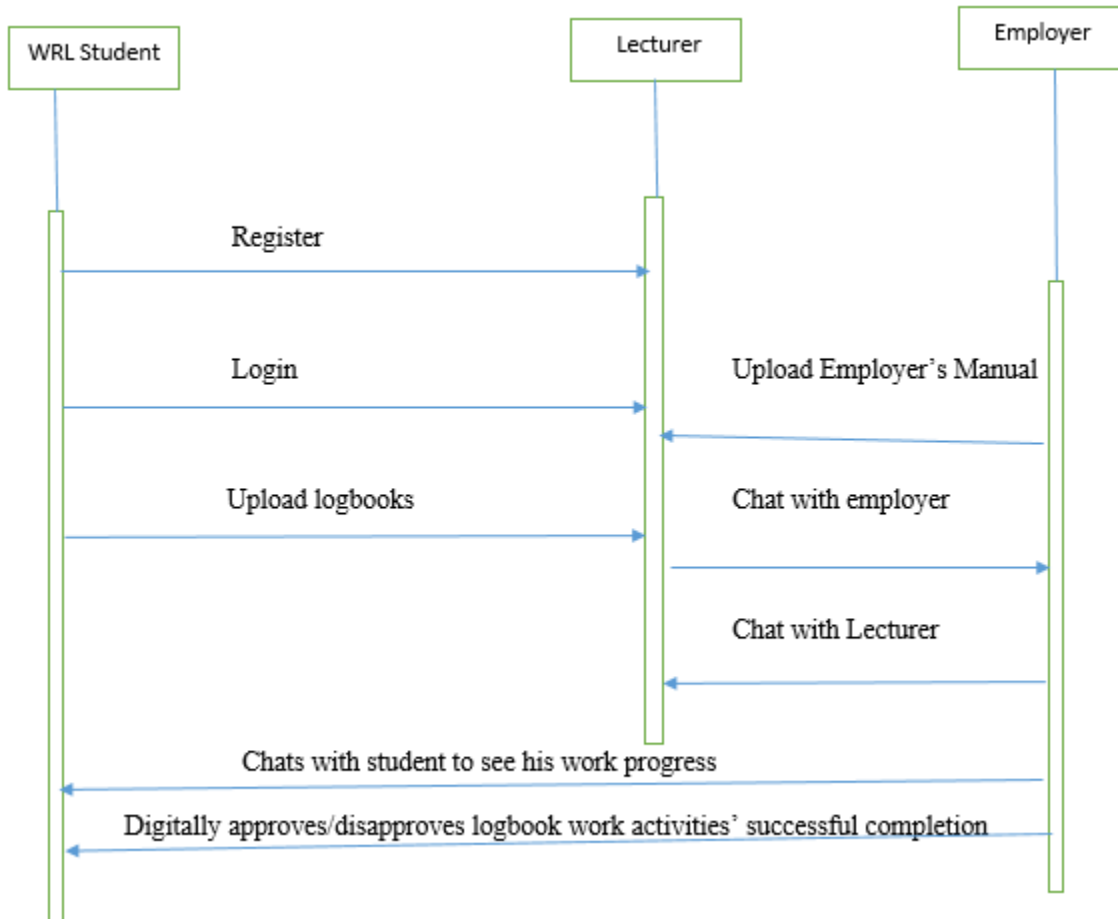 WRL Student
Lecturer
Employer
Register
Login
Upload Employer’s Manual
Upload logbooks
Chat with employer
Chat with Lecturer
Chats with student to see his work progress
Digitally approves/disapproves logbook work activities’ successful completion